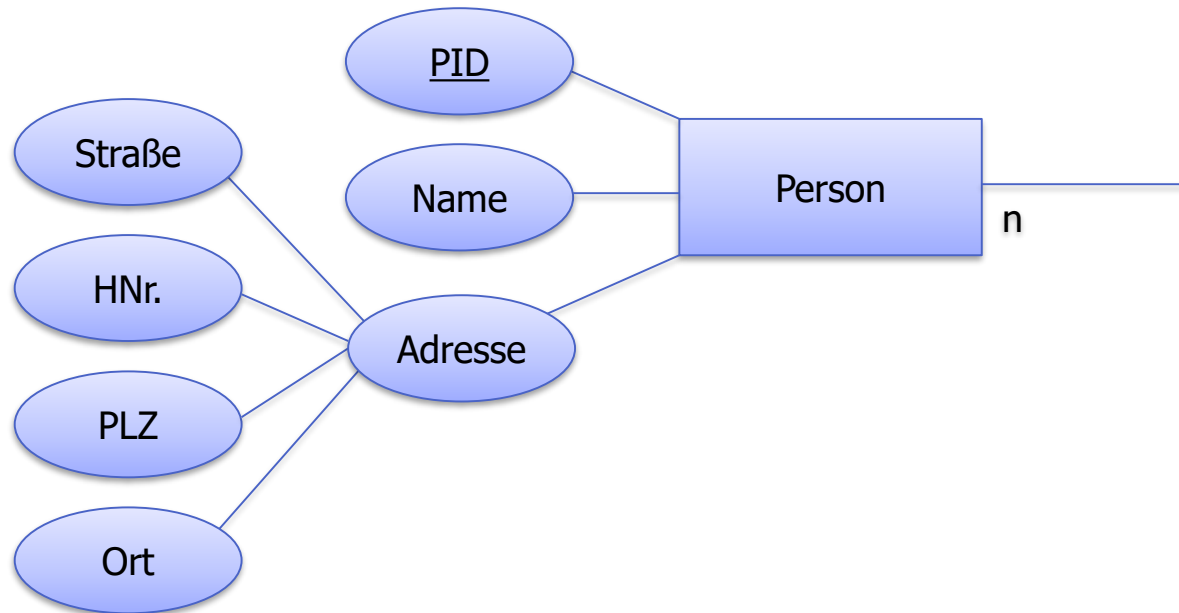 PID
Straße
Name
Person
n
HNr.
Adresse
PLZ
Ort